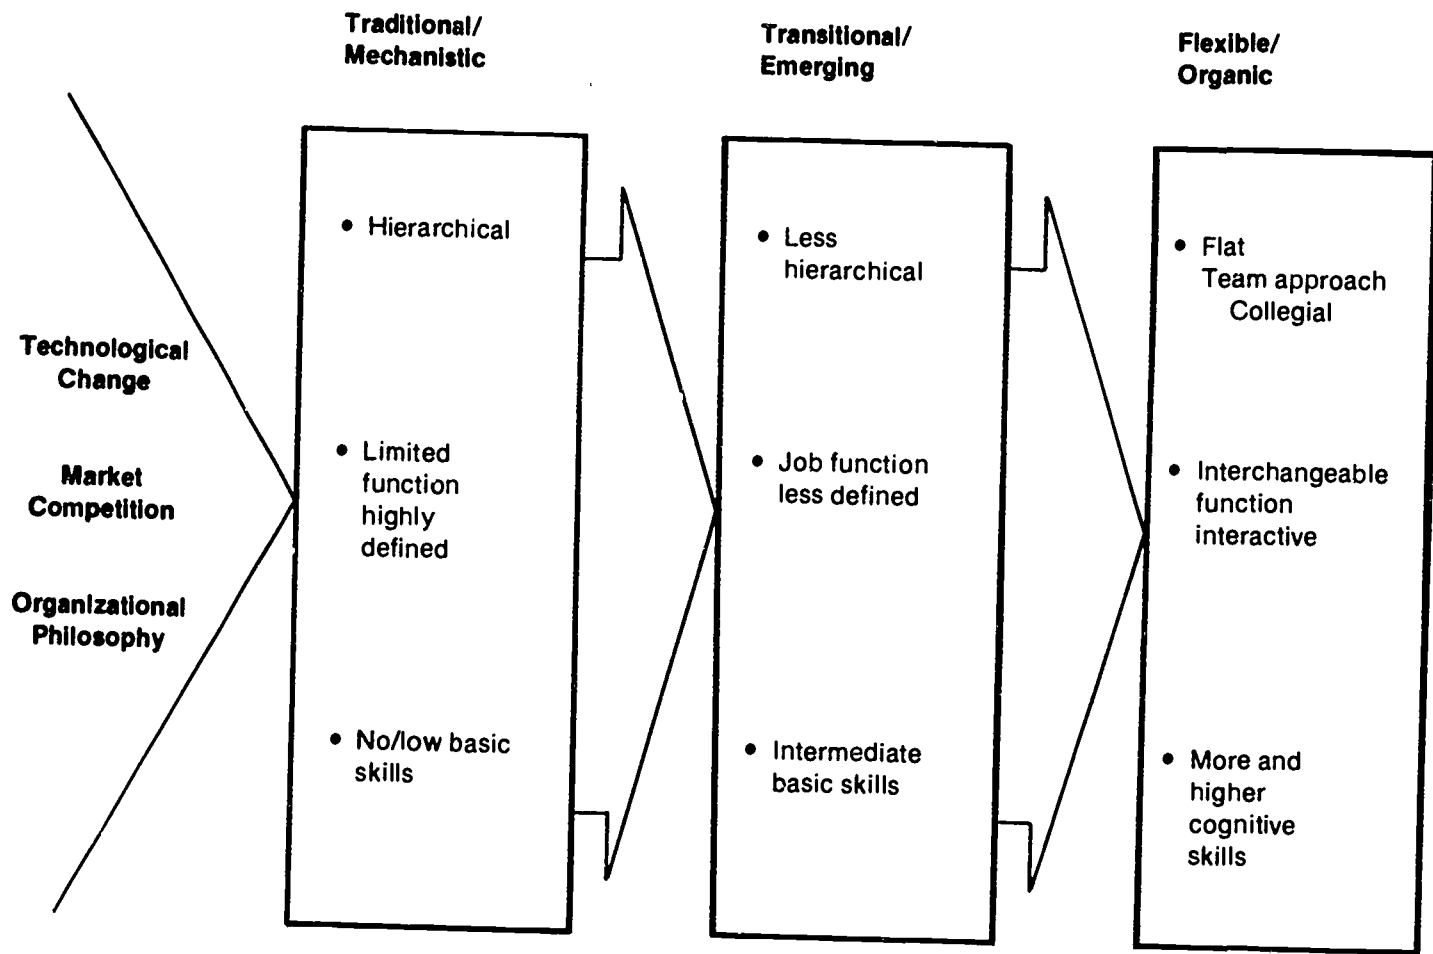 Traditional/
Mechanistic
Transitional/
Emerging
Flexible/
Organic
Technological
Change
Market
Competition
Organizational
Philosophy
• Hierarchical
• Limited
function
highly
defined
• No/low basic
skills
• Less
hierarchical
• Job function
less defined
• Intermediate
basic skills
• Flat
Team approach
Collegial
• Interchangeable
function
interactive
• More and
higher
cognitive
skills